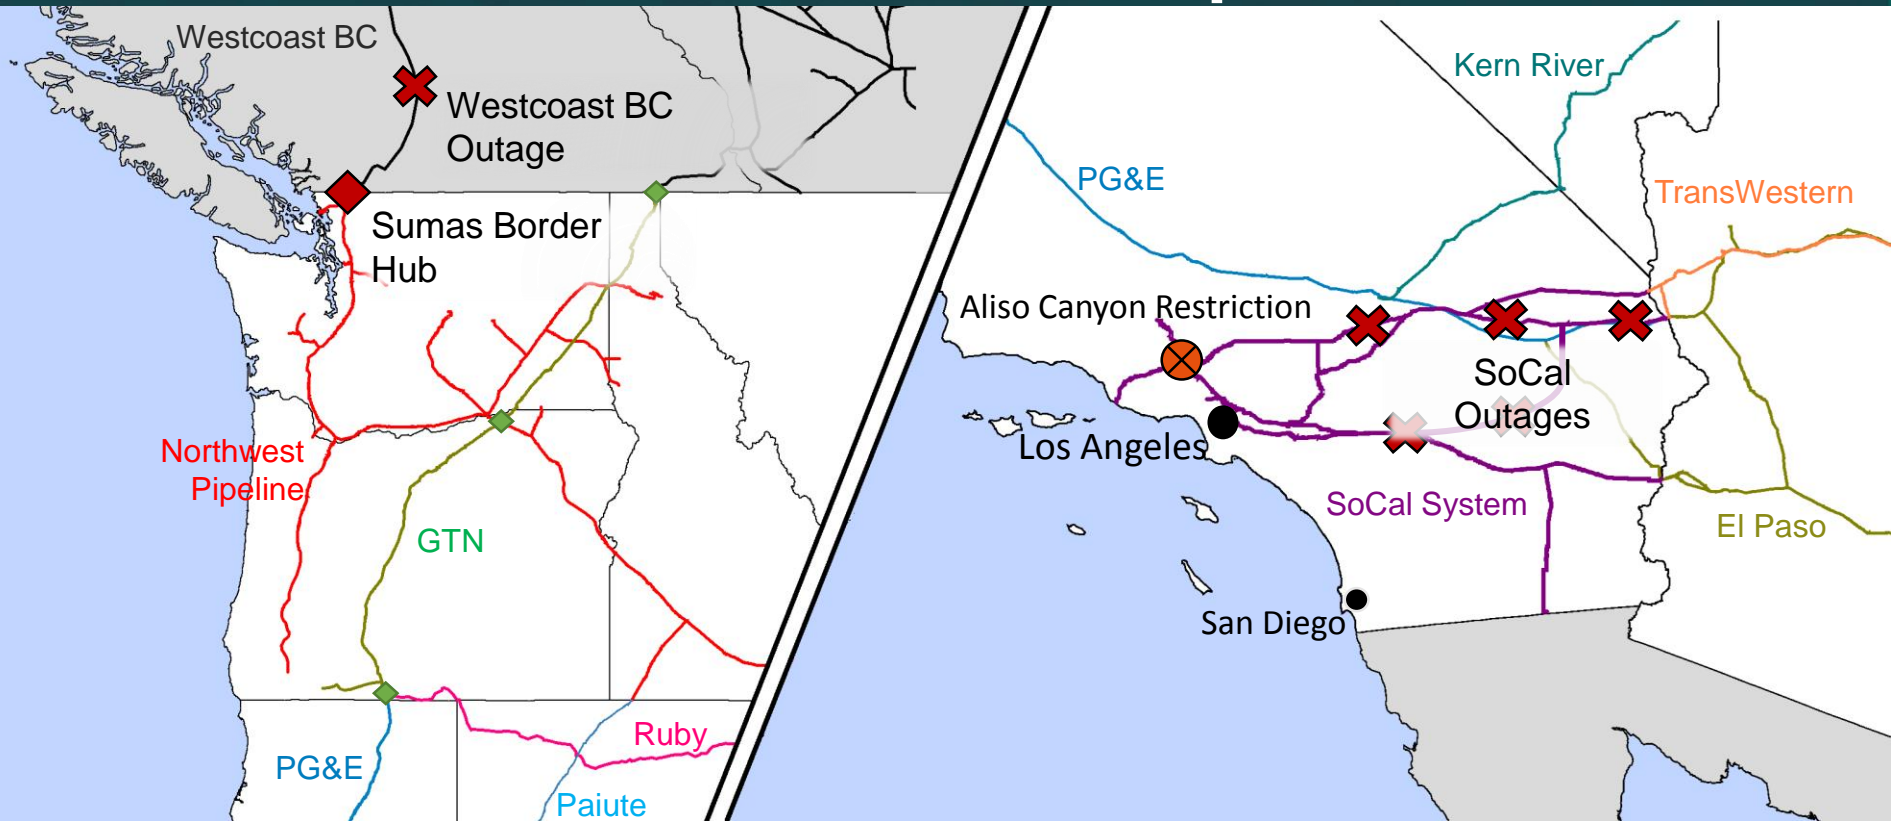 Westcoast BC
Westcoast BC
Outage
Sumas Border
Hub
Northwest
Pipeline
GTN
PG&E
Ruby
Paiute
Kern River
PG&E
TransWestern
Aliso Canyon Restriction
SoCal
Outages
Los Angeles
SoCal System
El Paso
San Diego